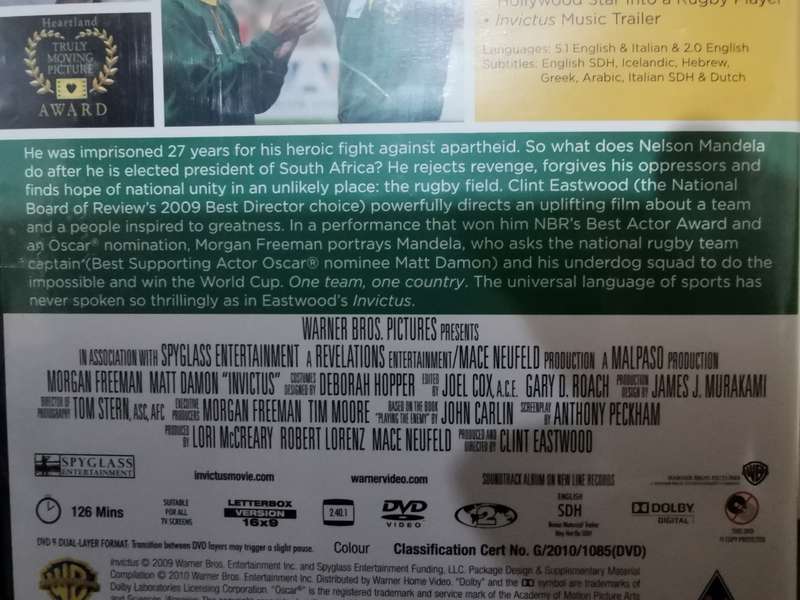 Heartland
TRULY
MOVING
PICTURE
AWARD
Hollywood Star into a Rugby Player
• Invictus Music Trailer
Languages: 5.1 English & Italian & 2.0 English
Subtitles: English SDH, Icelandic, Hebrew,
Greek, Arabic, Italian SDH & Dutch
He was imprisoned 27 years for his heroic fight against apartheid. So what does Nelson Mandela
do after he is elected president of South Africa? He rejects revenge, forgives his oppressors and
finds hope of national unity in an unlikely place: the rugby field. Clint Eastwood (the National
Board of Review's 2009 Best Director choice) powerfully directs an uplifting film about a team
and a people inspired to greatness. In a performance that won him NBR's Best Actor Award and
an Oscar® nomination, Morgan Freeman portrays Mandela, who asks the national rugby team
captain (Best Supporting Actor Oscar® nominee Matt Damon) and his underdog squad to do the
impossible and win the World Cup. One team, one country. The universal language of sports has
never spoken so thrillingly as in Eastwood's Invictus.
WARNER BROS. PICTURES PRESENTS
IN ASSOCIATION WITH SPYGLASS ENTERTAINMENT A REVELATIONS ENTERTAINMENT/MACE NEUFELD PRODUCTION A MALPASO PRODUCTION
MORGAN FREEMAN MATT DAMON "INVICTUS" COSTUMES DESIGNED BY DEBORAH HOPPER EDITED BY JOEL COX, A.C.E. GARY D. ROACH PRODUCTION DESIGN BY JAMES J. MURAKAMI
DIRECTOR OF PHOTOGRAPHY TOM STERN, ASC, AFC EXECUTIVE PRODUCERS MORGAN FREEMAN TIM MOORE BASED ON THE BOOK "PLAYING THE ENEMY" BY JOHN CARLIN SCREENPLAY BY ANTHONY PECKHAM
PRODUCED BY LORI McCREARY ROBERT LORENZ MACE NEUFELD PRODUCED AND DIRECTED BY CLINT EASTWOOD
SPYGLASS
ENTERTAINMENT
invictusmovie.com
warnervideo.com
SOUNDTRACK ALBUM ON NEW LINE RECORDS
126 Mins
SUITABLE
FOR ALL
TV SCREENS
LETTERBOX
VERSION
16x9
2.40:1
DVD
VIDEO
2
ENGLISH
SDH
DOLBY
DIGITAL
THIS DVD
IS COPY PROTECTED
DVD 9 DUAL-LAYER FORMAT: Transition between DVD layers may trigger a slight pause.
Colour
Classification Cert No. G/2010/1085(DVD)
Invictus © 2009 Warner Bros. Entertainment Inc. and Spyglass Entertainment Funding, LLC. Package Design & Supplementary Material
Compilation © 2010 Warner Bros. Entertainment Inc. Distributed by Warner Home Video. "Dolby" and the DD symbol are trademarks of
Dolby Laboratories Licensing Corporation. "Oscar®" is the registered trademark and service mark of the Academy of Motion Picture Arts